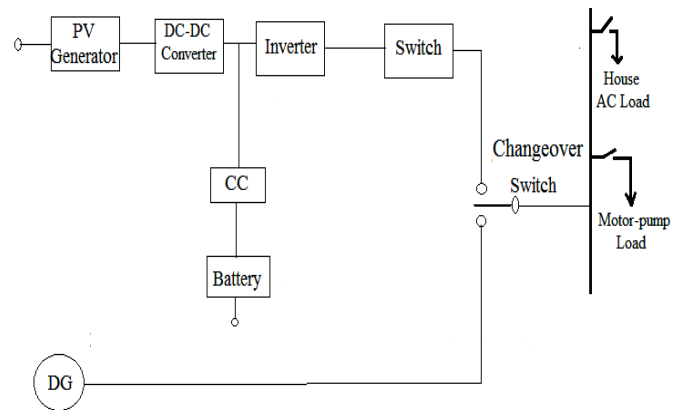 PV
Generator
DC-DC
Converter
Inverter
Switch
House
AC Load
Changeover
Switch
CC
Motor-pump
Load
Battery
DG